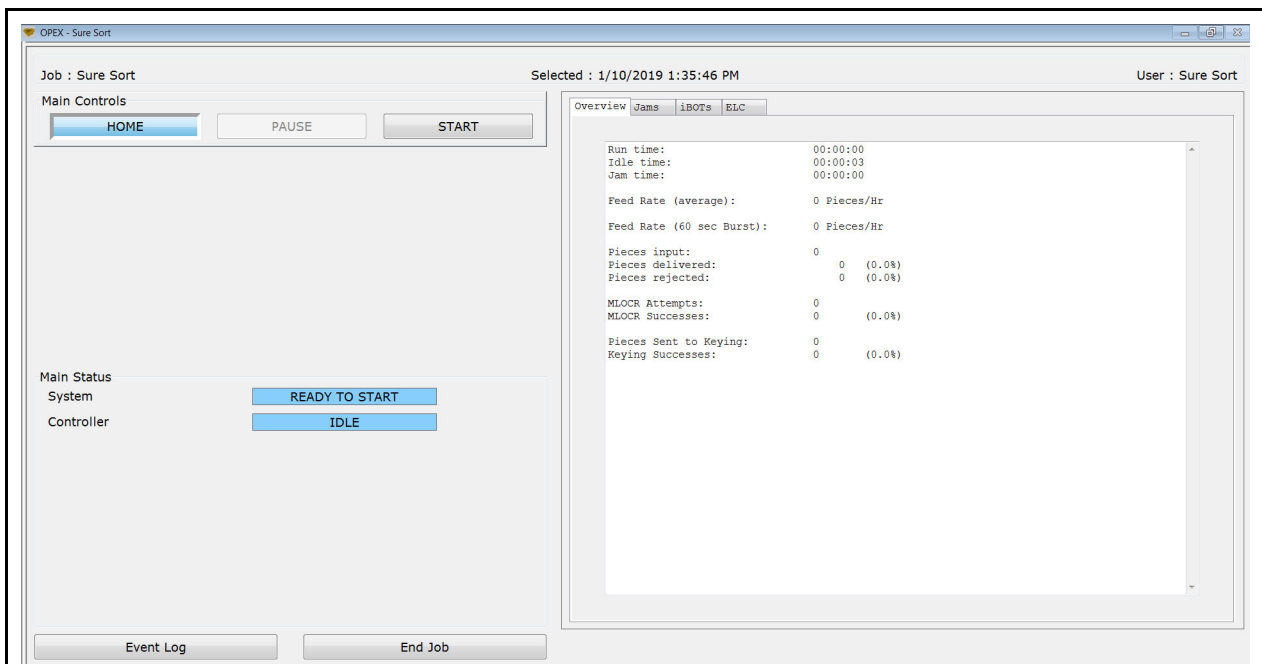 OPEX - Sure Sort
Job : Sure Sort
Selected : 1/10/2019 1:35:46 PM
User : Sure Sort
Main Controls
HOME
PAUSE
START
Overview
Jams
iBOTs
ELC
Run time: 00:00:00
Idle time: 00:00:03
Jam time: 00:00:00
Feed Rate (average): 0 Pieces/Hr
Feed Rate (60 sec Burst): 0 Pieces/Hr
Pieces input: 0
Pieces delivered: 0 (0.0%)
Pieces rejected: 0 (0.0%)
MLOCR Attempts: 0
MLOCR Successes: 0 (0.0%)
Pieces Sent to Keying: 0
Keying Successes: 0 (0.0%)
Main Status
System READY TO START
Controller IDLE
Event Log
End Job